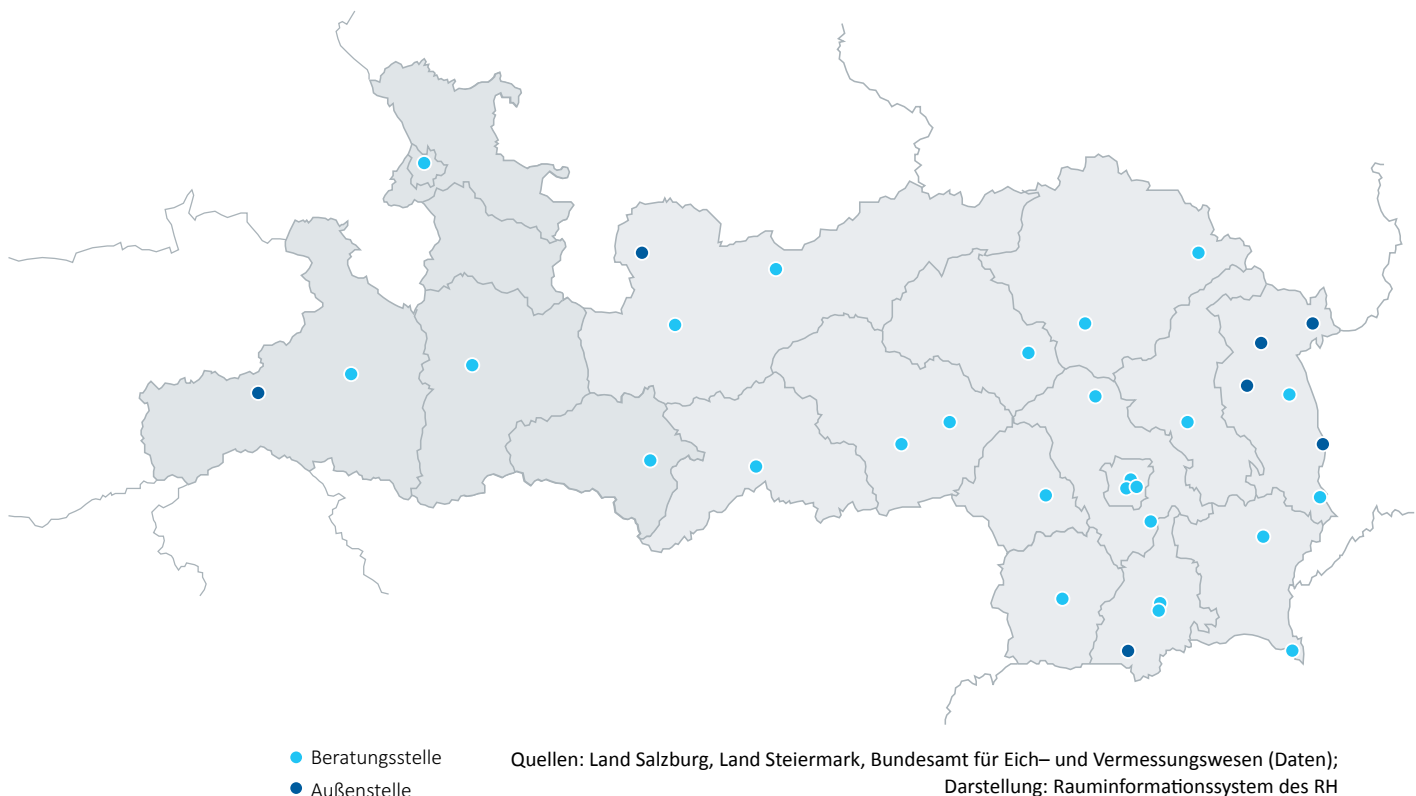 Beratungsstelle
Außenstelle
Quellen: Land Salzburg, Land Steiermark, Bundesamt für Eich– und Vermessungswesen (Daten);
Darstellung: Rauminformationssystem des RH